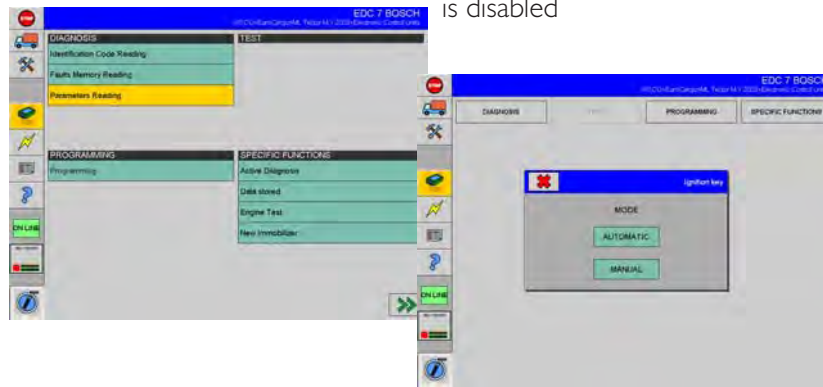 is disabled
EDC 7 BOSCH
DIAGNOSIS
TEST
Identification Code Reading
Faults Memory Reading
Parameters Reading
PROGRAMMING
SPECIFIC FUNCTIONS
Programming
Active Diagnosis
Data stored
Engine Test
New Immobilizer
ON LINE
EDC 7 BOSCH
DIAGNOSIS
PROGRAMMING
SPECIFIC FUNCTIONS
Ignition key
MODE
AUTOMATIC
MANUAL
ON LINE